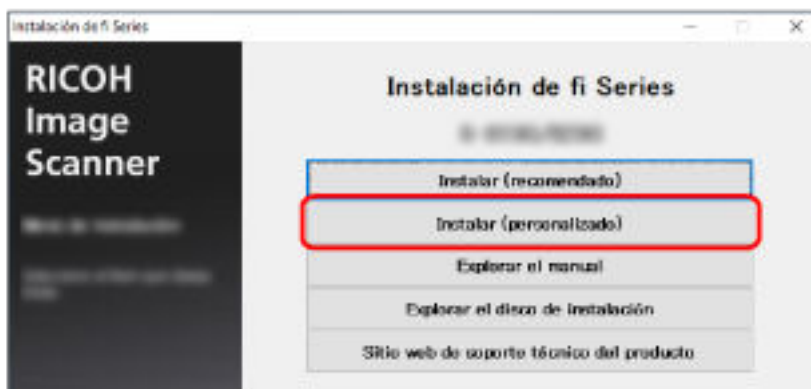 Instalación de fi Series
RICOH
Image
Scanner
Instalación de fi Series
Instalar (recomendado)
Instalar (personalizado)
Explorar el manual
Explorar el disco de instalación
Sitio web de soporte técnico del producto